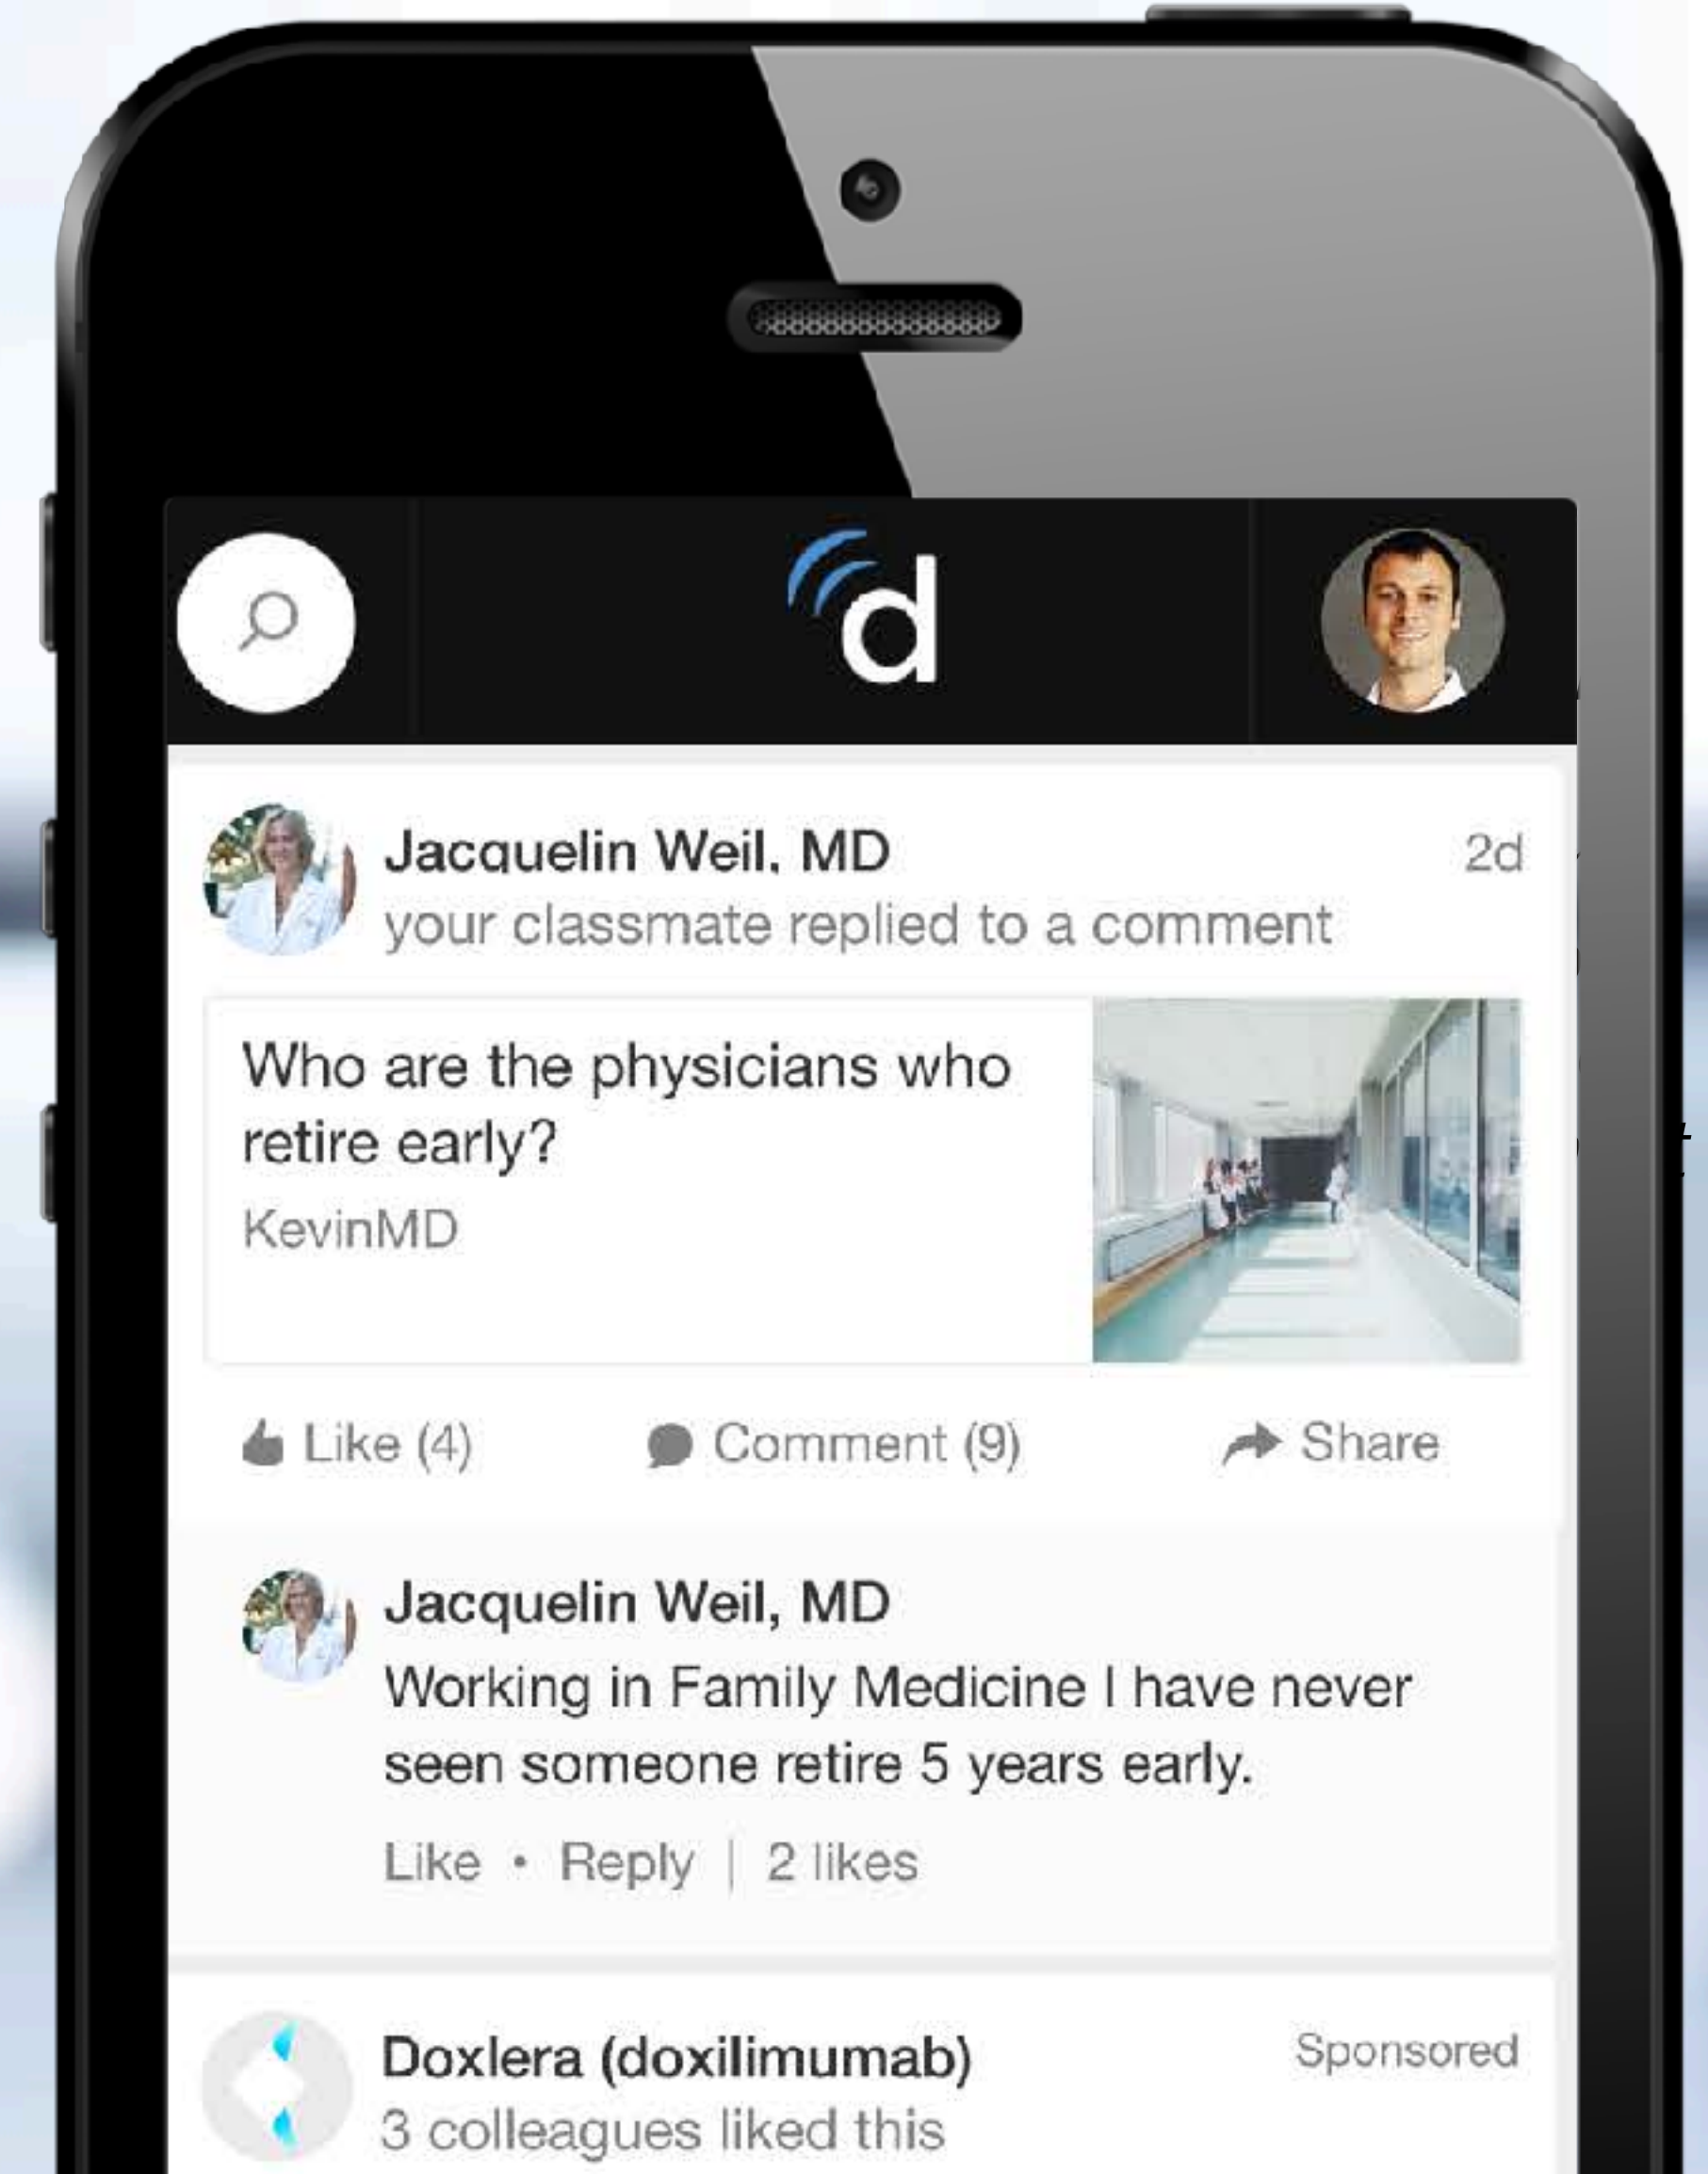 d
Jacquelin Weil, MD
2d
your classmate replied to a comment
Who are the physicians who
retire early?
KevinMD
Like (4)
Comment (9)
Share
Jacquelin Weil, MD
Working in Family Medicine I have never
seen someone retire 5 years early.
Like • Reply | 2 likes
Doxlera (doxilimumab)
Sponsored
3 colleagues liked this